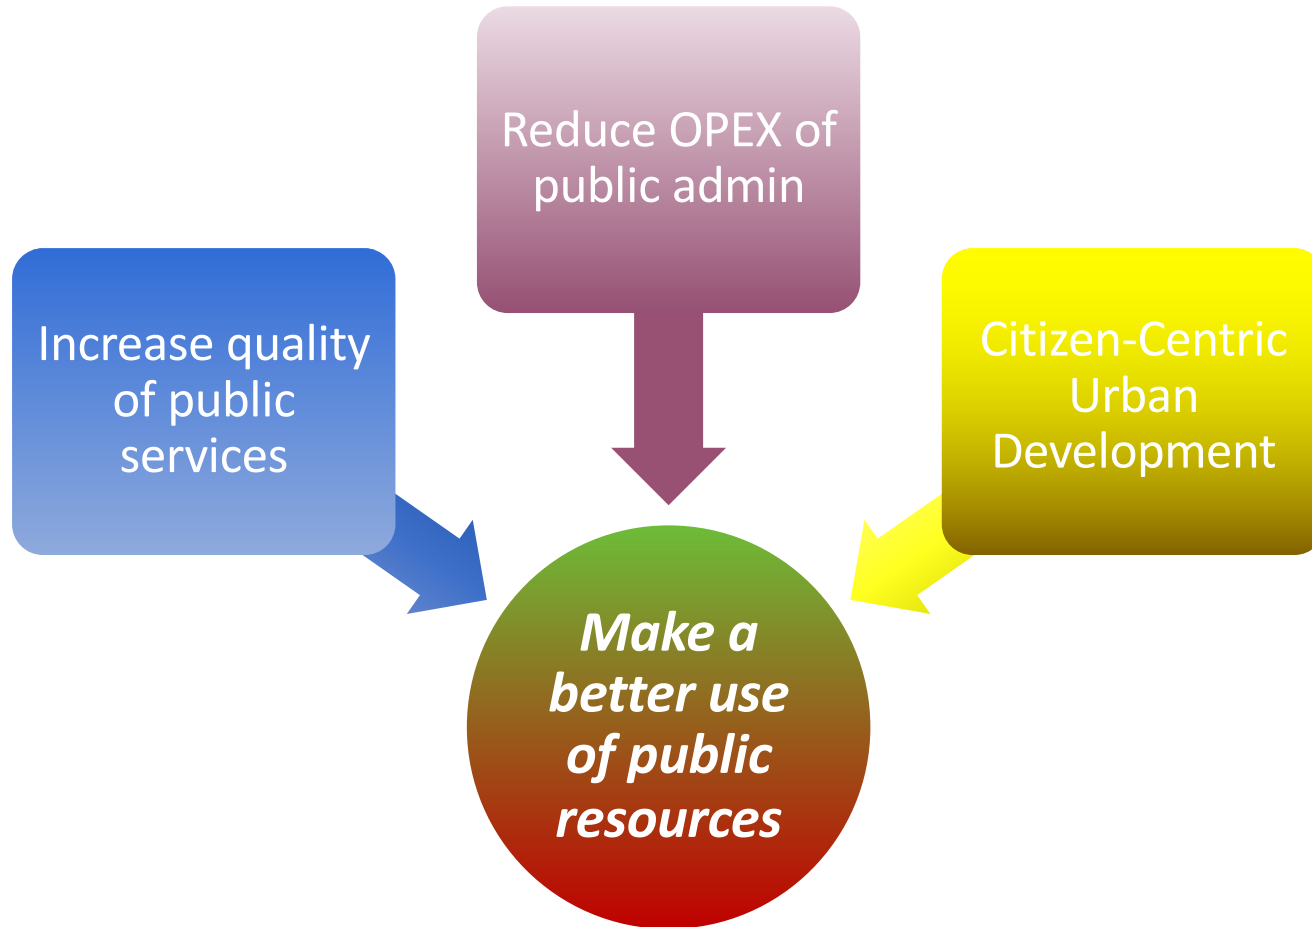 Reduce OPEX of
public admin
Increase quality
of public
services
Citizen-Centric
Urban
Development
Make a
better use
of public
resources